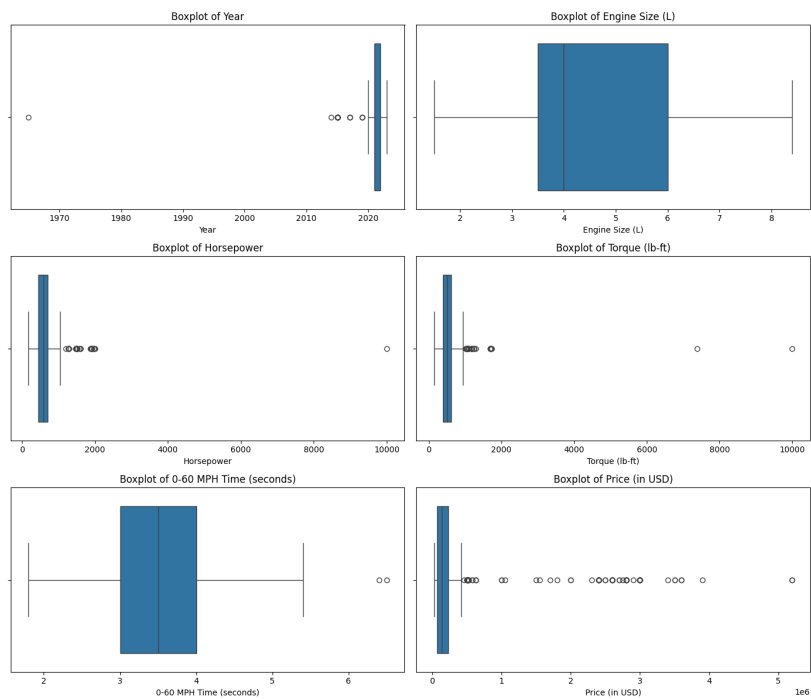 Boxplot of Year
1970 1980 1990 2000 2010 2020
Year
Boxplot of Engine Size (L)
2 3 4 5 6 7 8
Engine Size (L)
Boxplot of Horsepower
0 2000 4000 6000 8000 10000
Horsepower
Boxplot of Torque (lb-ft)
0 2000 4000 6000 8000 10000
Torque (lb-ft)
Boxplot of 0-60 MPH Time (seconds)
2 3 4 5 6
0-60 MPH Time (seconds)
Boxplot of Price (in USD)
0 1 2 3 4 5
1e6
Price (in USD)